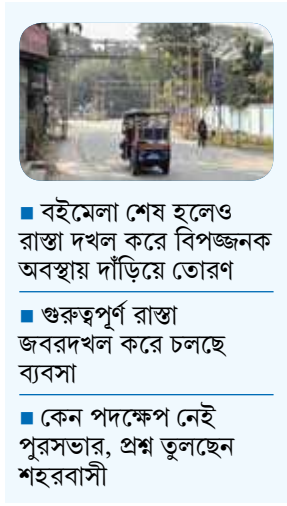 ■ বইমেলা শেষ হলেও
রাস্তা দখল করে বিপজ্জনক
অবস্থায় দাঁড়িয়ে তোরণ
■ গুরুত্বপূর্ণ রাস্তা
জবরদখল করে চলছে
ব্যবসা
■ কেন পদক্ষেপ নেই
পুরসভার, প্রশ্ন তুলছেন
শহরবাসী